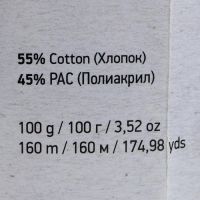 55% Cotton (Хлопок)
45% PAC (Полиакрил)
100 g / 100 г / 3,52 oz
160 m / 160 м / 174,98 yds